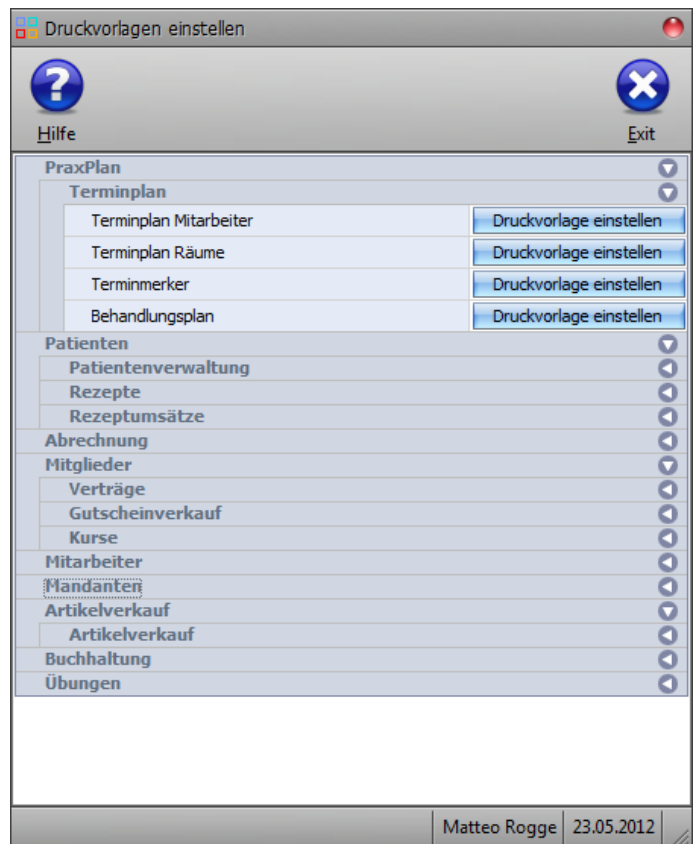 Druckvorlagen einstellen
Hilfe
Exit
PraxPlan
Terminplan
Terminplan Mitarbeiter Druckvorlage einstellen
Terminplan Räume Druckvorlage einstellen
Terminmerker Druckvorlage einstellen
Behandlungsplan Druckvorlage einstellen
Patienten
Patientenverwaltung
Rezepte
Rezeptumsätze
Abrechnung
Mitglieder
Verträge
Gutscheinverkauf
Kurse
Mitarbeiter
Mandanten
Artikelverkauf
Artikelverkauf
Buchhaltung
Übungen
Matteo Rogge 23.05.2012